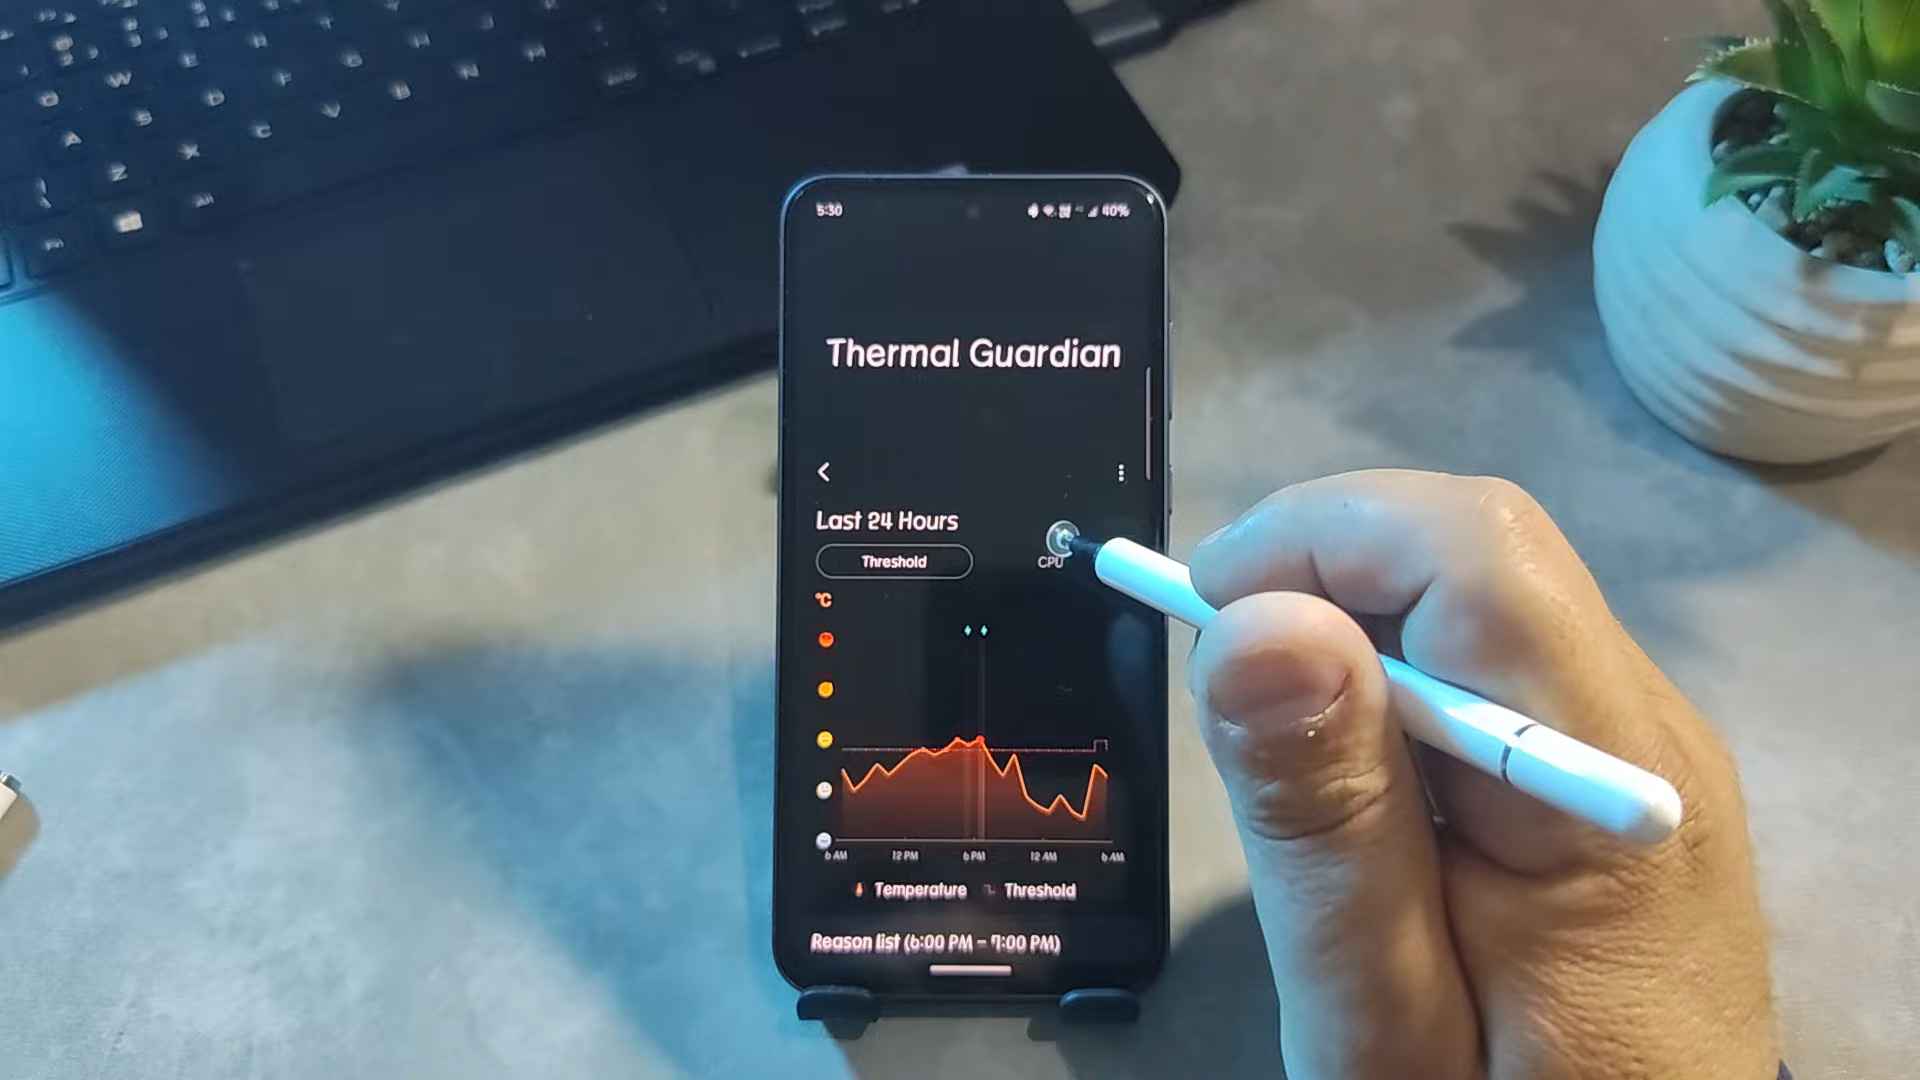 5:30
40%
Thermal Guardian
Last 24 Hours
Threshold
CPU
°C
6 AM 12 PM 6 PM 12 AM 6 AM
Temperature Threshold
Reason list (6:00 PM – 7:00 PM)
W
F G H
D
N M
S
V B
A
C
X
Z
Alt